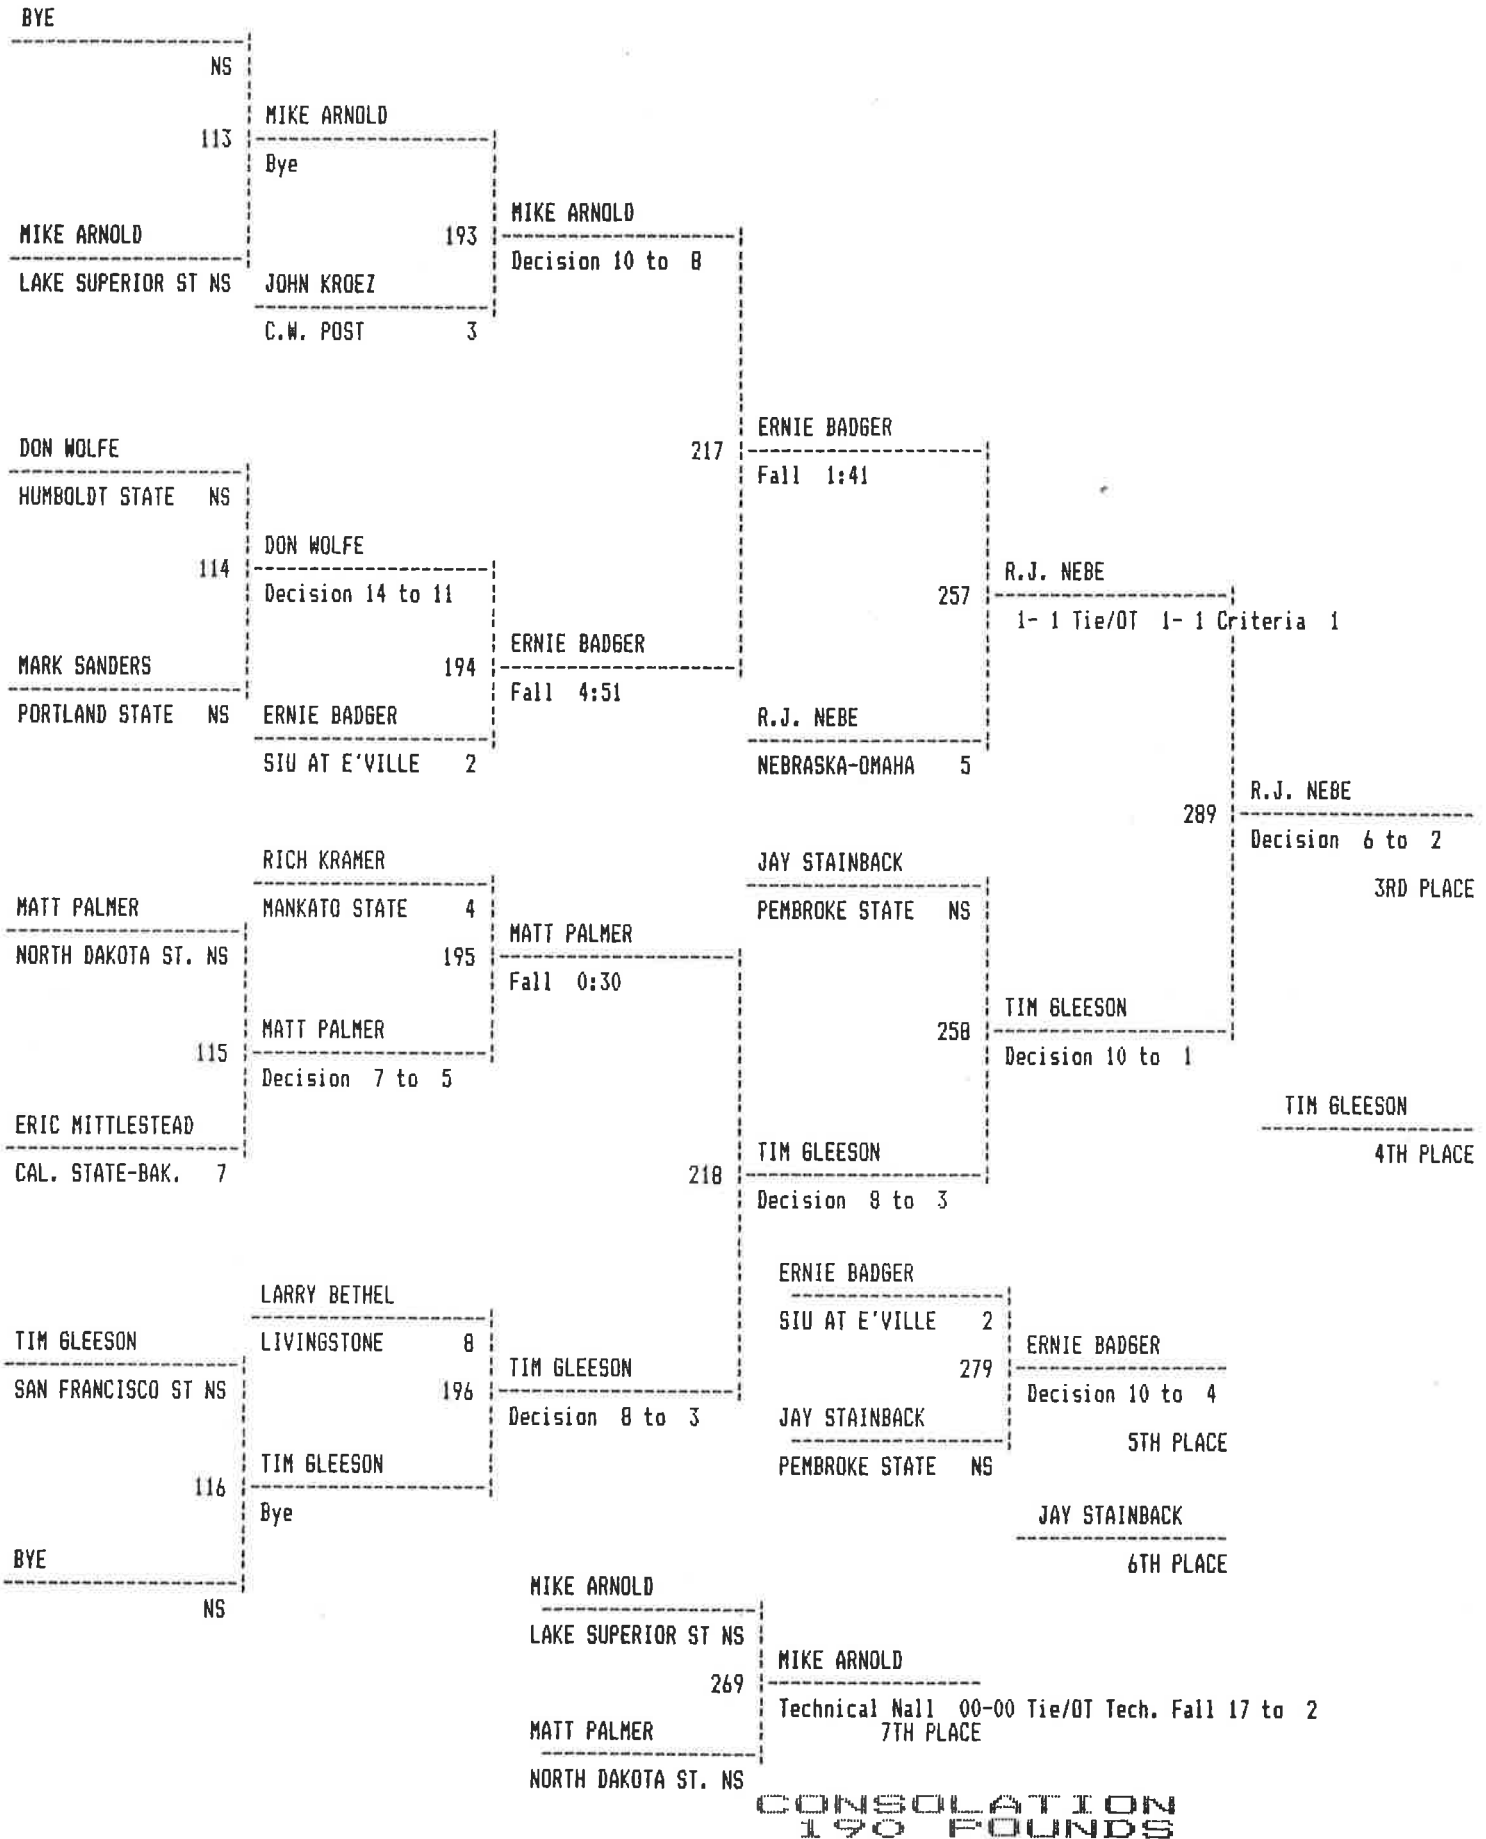 BYE
NS
MIKE ARNOLD
113
Bye
MIKE ARNOLD
MIKE ARNOLD
193
Decision 10 to 8
LAKE SUPERIOR ST NS
JOHN KROEZ
C.W. POST 3
ERNIE BADGER
DON WOLFE
217
Fall 1:41
HUMBOLDT STATE NS
DON WOLFE
114
R.J. NEBE
Decision 14 to 11
257
1- 1 Tie/OT 1- 1 Criteria 1
ERNIE BADGER
MARK SANDERS
194
Fall 4:51
PORTLAND STATE NS
ERNIE BADGER
R.J. NEBE
SIU AT E'VILLE 2
NEBRASKA-OMAHA 5
R.J. NEBE
289
Decision 6 to 2
RICH KRAMER
JAY STAINBACK
3RD PLACE
MATT PALMER
MANKATO STATE 4
PEMBROKE STATE NS
MATT PALMER
NORTH DAKOTA ST. NS
195
Fall 0:30
TIM GLEESON
MATT PALMER
258
115
Decision 10 to 1
Decision 7 to 5
TIM GLEESON
ERIC MITTLESTEAD
4TH PLACE
TIM GLEESON
CAL. STATE-BAK. 7
218
Decision 8 to 3
ERNIE BADGER
LARRY BETHEL
SIU AT E'VILLE 2
TIM GLEESON
LIVINGSTONE 8
ERNIE BADGER
TIM GLEESON
279
SAN FRANCISCO ST NS
196
Decision 10 to 4
Decision 8 to 3
JAY STAINBACK
5TH PLACE
TIM GLEESON
PEMBROKE STATE NS
116
Bye
JAY STAINBACK
BYE
6TH PLACE
MIKE ARNOLD
NS
LAKE SUPERIOR ST NS
MIKE ARNOLD
269
Technical Nall 00-00 Tie/OT Tech. Fall 17 to 2
MATT PALMER
7TH PLACE
NORTH DAKOTA ST. NS
CONSOLATION
190 POUNDS